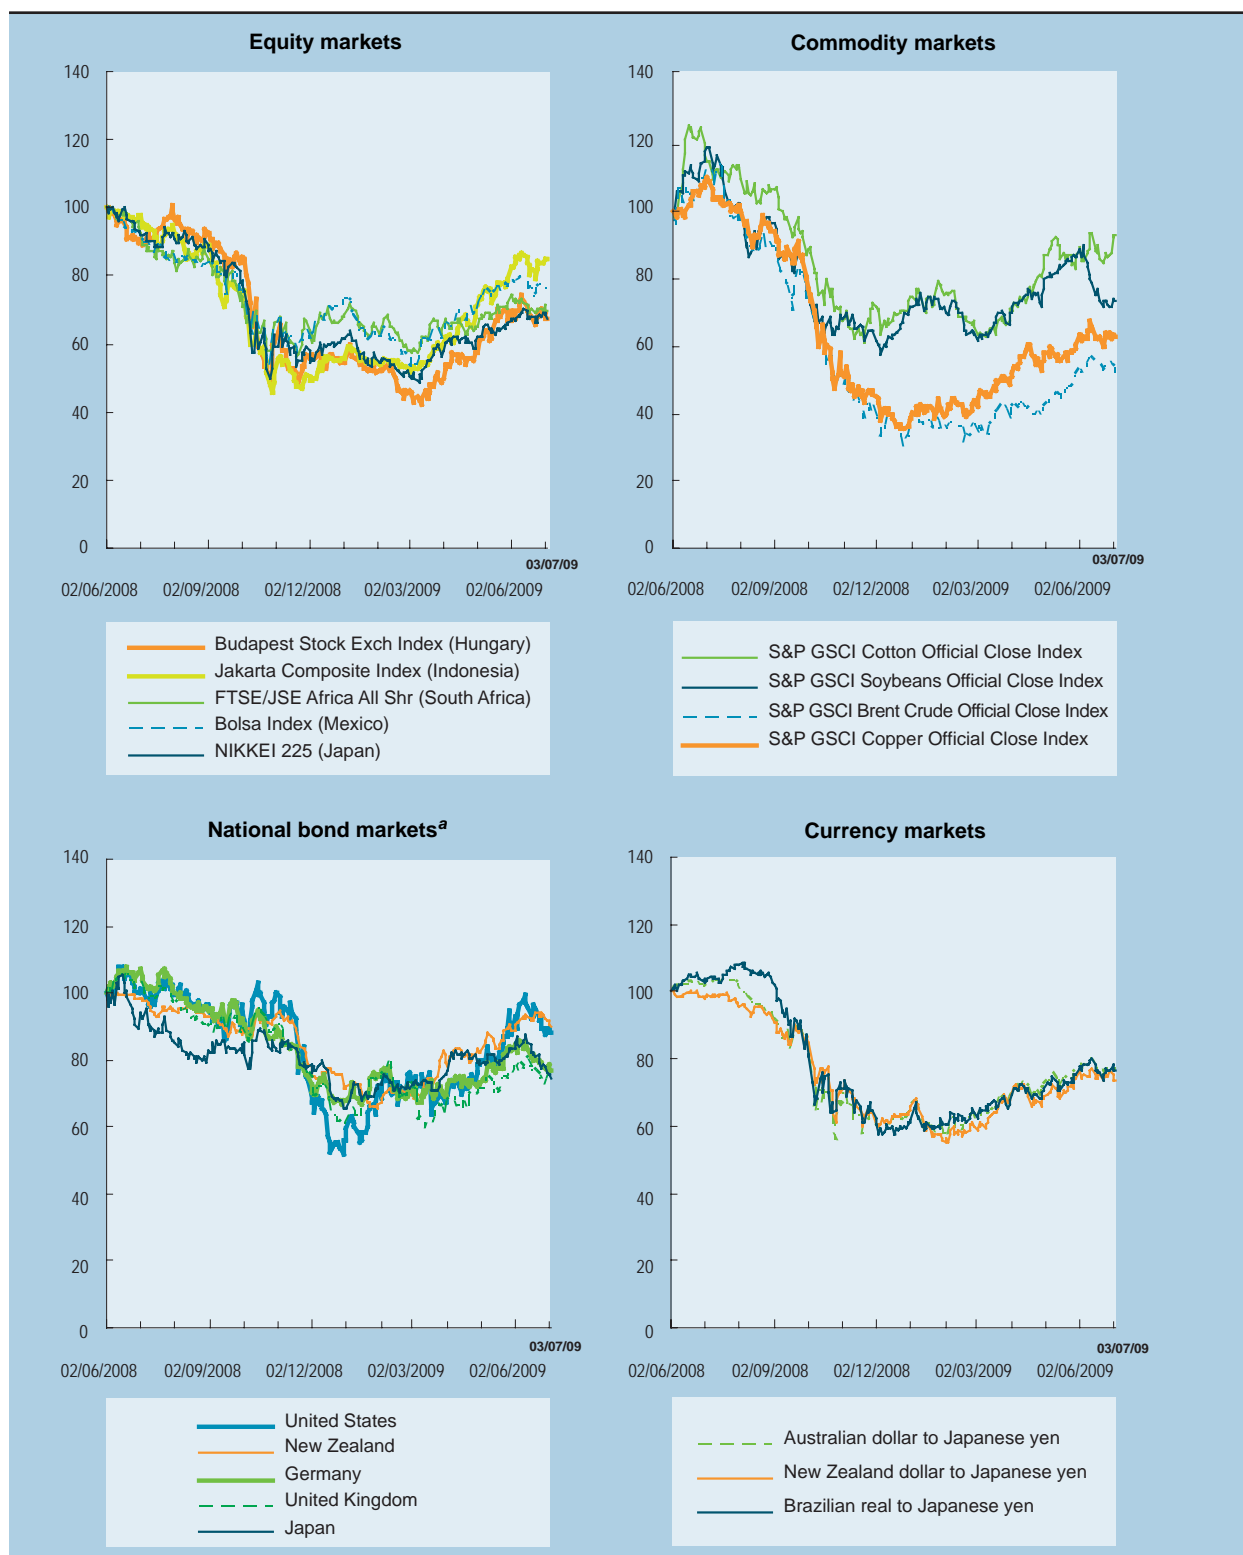 Equity markets
140
120
100
80
60
40
20
0
03/07/09
02/06/2008 02/09/2008 02/12/2008 02/03/2009 02/06/2009
Budapest Stock Exch Index (Hungary)
Jakarta Composite Index (Indonesia)
FTSE/JSE Africa All Shr (South Africa)
Bolsa Index (Mexico)
NIKKEI 225 (Japan)
Commodity markets
140
120
100
80
60
40
20
0
03/07/09
02/06/2008 02/09/2008 02/12/2008 02/03/2009 02/06/2009
S&P GSCI Cotton Official Close Index
S&P GSCI Soybeans Official Close Index
S&P GSCI Brent Crude Official Close Index
S&P GSCI Copper Official Close Index
National bond markets^a
140
120
100
80
60
40
20
0
03/07/09
02/06/2008 02/09/2008 02/12/2008 02/03/2009 02/06/2009
United States
New Zealand
Germany
United Kingdom
Japan
Currency markets
140
120
100
80
60
40
20
0
03/07/09
02/06/2008 02/09/2008 02/12/2008 02/03/2009 02/06/2009
Australian dollar to Japanese yen
New Zealand dollar to Japanese yen
Brazilian real to Japanese yen